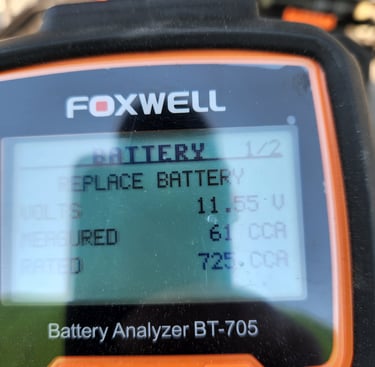 FOXWELL
BATTERY 1/2
REPLACE BATTERY
VOLTS 11.55 V
MEASURED 61 CCA
RATED 725 CCA
Battery Analyzer BT-705